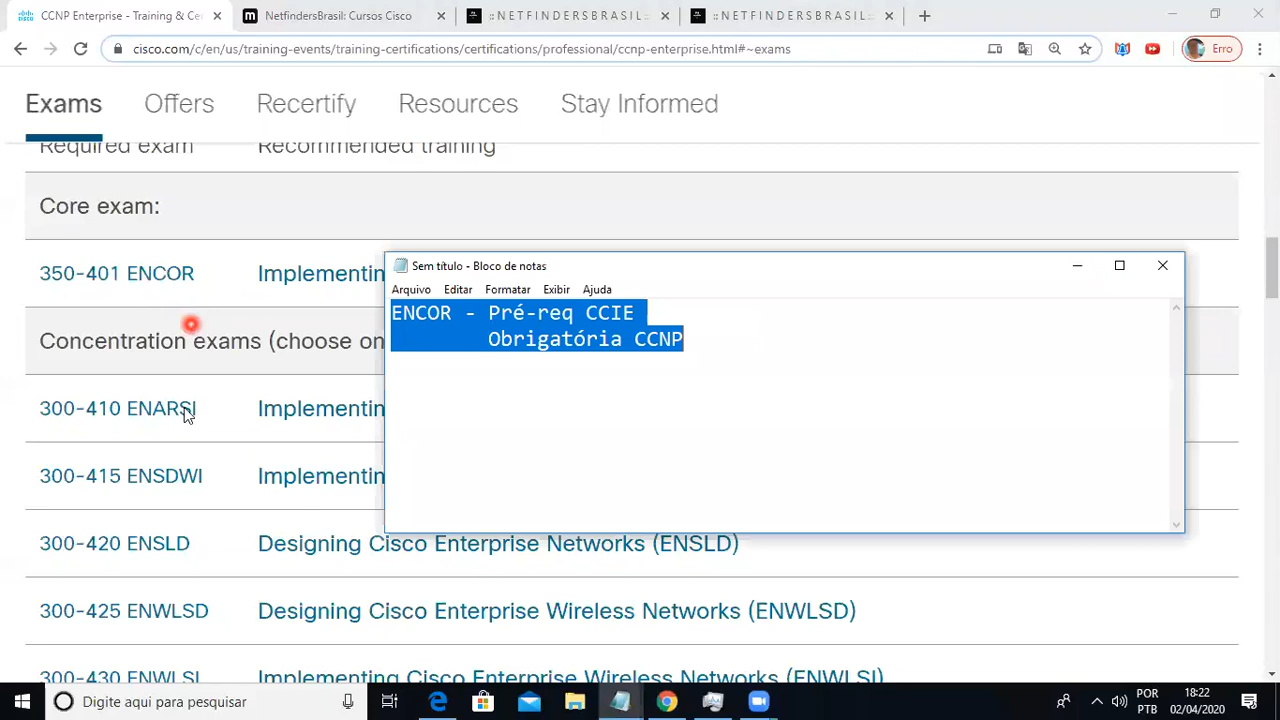 CCNP Enterprise - Training & Ce
NetfindersBrasil: Cursos Cisco
:: N E T F I N D E R S B R A S I L :
:: N E T F I N D E R S B R A S I L :
cisco.com/c/en/us/training-events/training-certifications/certifications/professional/ccnp-enterprise.html#~exams
Erro
Exams Offers Recertify Resources Stay Informed
Required exam Recommended training
Core exam:
350-401 ENCOR Implementin
Concentration exams (choose on
300-410 ENARSI Implementin
300-415 ENSDWI Implementin
300-420 ENSLD Designing Cisco Enterprise Networks (ENSLD)
300-425 ENWLSD Designing Cisco Enterprise Wireless Networks (ENWLSD)
300-430 ENWLSI Implementing Cisco Enterprise Wireless Networks (ENWLSI)
Sem título - Bloco de notas
Arquivo Editar Formatar Exibir Ajuda
ENCOR - Pré-req CCIE
Obrigatória CCNP
Digite aqui para pesquisar
POR
PTB
18:22
02/04/2020